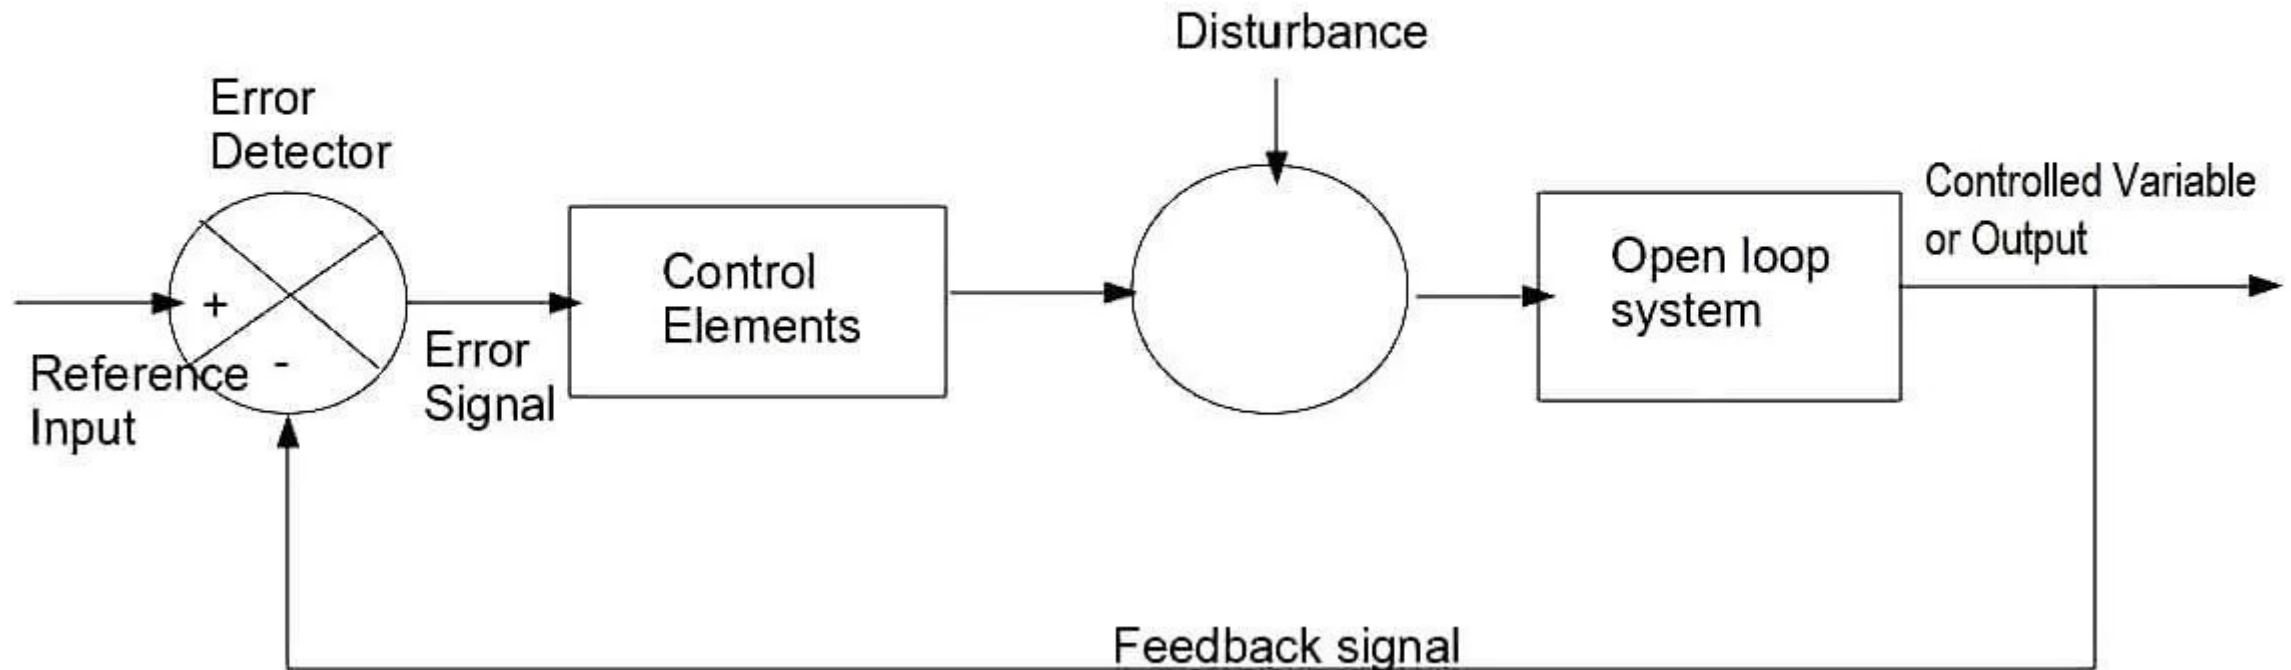 Disturbance
Error
Detector
Controlled Variable
or Output
+
Control
Elements
Open loop
system
-
Reference
Input
Error
Signal
Feedback signal